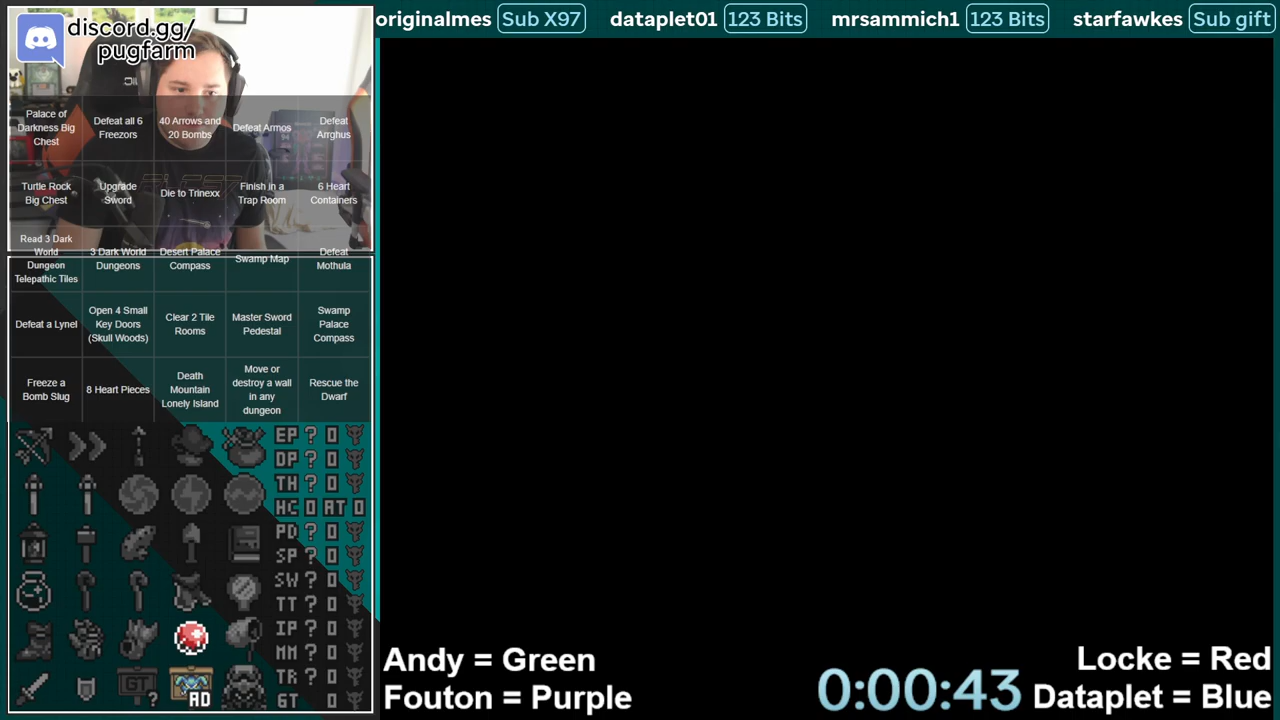 originalmes Sub X97 dataplet01 123 Bits mrsammich1 123 Bits starfawkes Sub gift
discord.gg/
pugfarm
Palace of
Darkness Big
Chest
Defeat all 6
Freezors
40 Arrows and
20 Bombs
Defeat Armos
Defeat
Arrghus
Turtle Rock
Big Chest
Upgrade
Sword
Die to Trinexx
Finish in a
Trap Room
6 Heart
Containers
Read 3 Dark
World
Dungeon
Telepathic Tiles
3 Dark World
Dungeons
Desert Palace
Compass
Swamp Map
Defeat
Mothula
Defeat a Lynel
Open 4 Small
Key Doors
(Skull Woods)
Clear 2 Tile
Rooms
Master Sword
Pedestal
Swamp
Palace
Compass
Freeze a
Bomb Slug
8 Heart Pieces
Death
Mountain
Lonely Island
Move or
destroy a wall
in any
dungeon
Rescue the
Dwarf
EP ? 0
DP ? 0
TH ? 0
HC 0 AT 0
PD ? 0
SP ? 0
SW ? 0
TT ? 0
IP ? 0
MM ? 0
TR ? 0
GT 0
GT ?
AD
Andy = Green
Fouton = Purple
0:00:43
Locke = Red
Dataplet = Blue